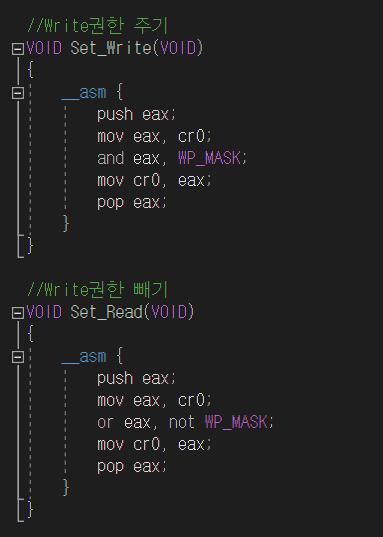 //Write권한 주기
VOID Set_Write(VOID)
{
__asm {
push eax;
mov eax, cr0;
and eax, WP_MASK;
mov cr0, eax;
pop eax;
}
}
//Write권한 빼기
VOID Set_Read(VOID)
{
__asm {
push eax;
mov eax, cr0;
or eax, not WP_MASK;
mov cr0, eax;
pop eax;
}
}